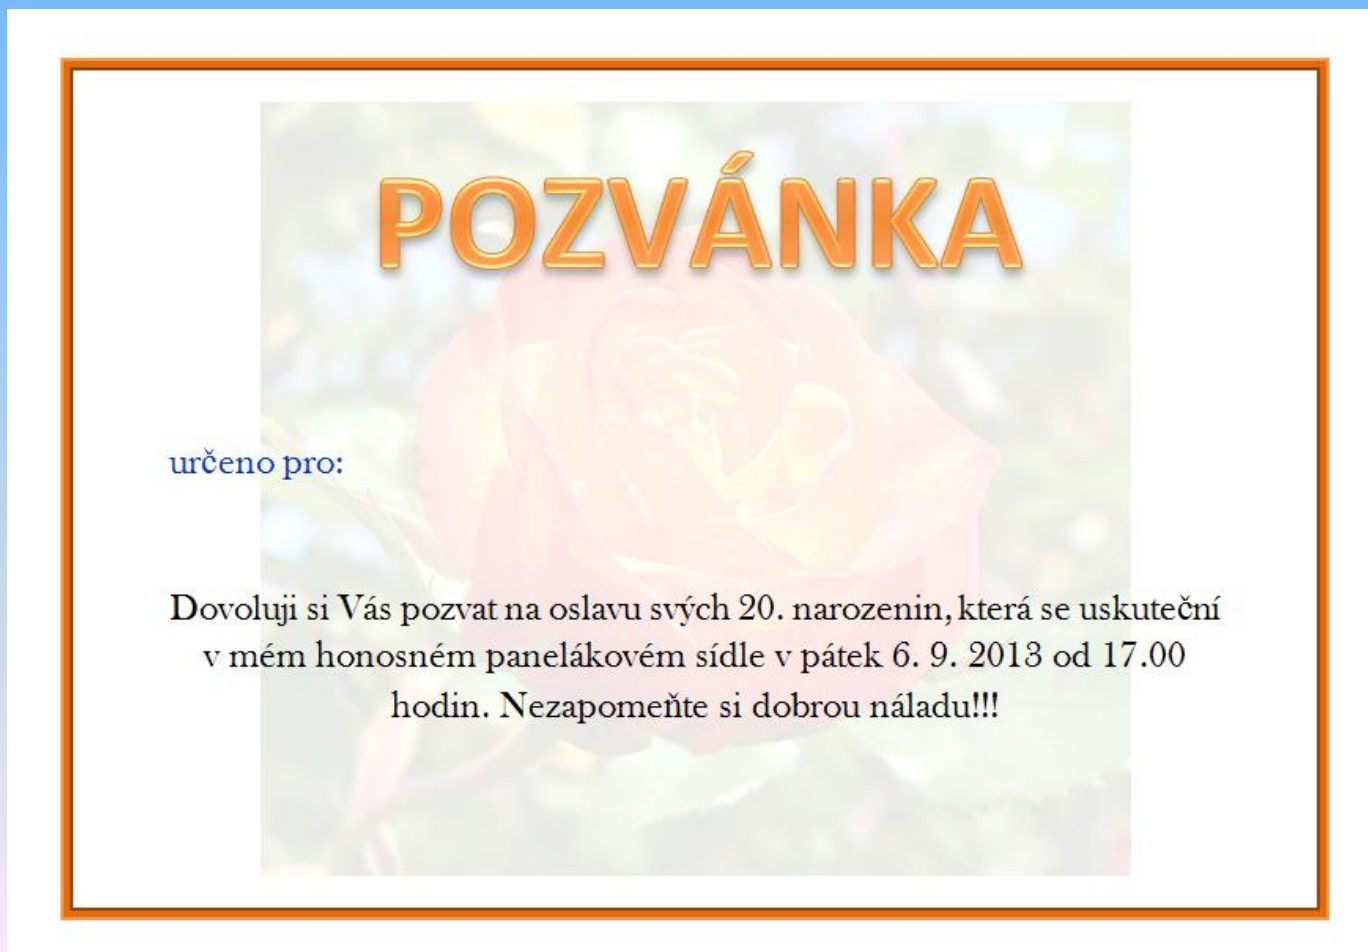 POZVÁNKA
určeno pro:
Dovoluji si Vás pozvat na oslavu svých 20. narozenin, která se uskuteční
v mém honosném panelákovém sídle v pátek 6. 9. 2013 od 17.00
hodin. Nezapomeňte si dobrou náladu!!!